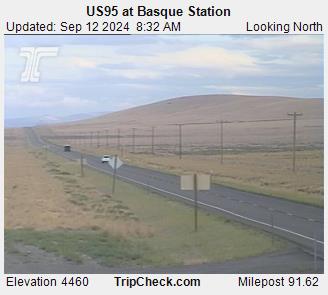 US95 at Basque Station
Updated: Sep 12 2024 8:32 AM Looking North
Elevation 4460 TripCheck.com Milepost 91.62